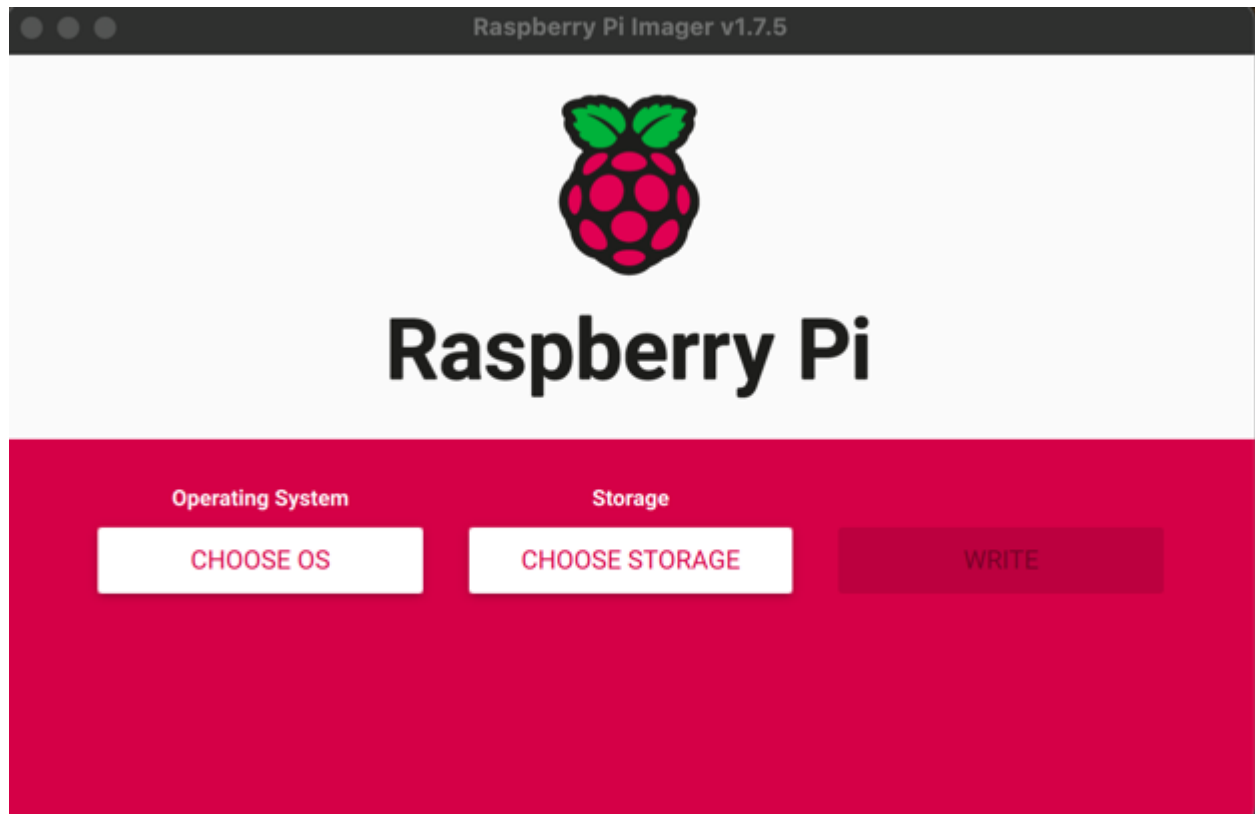 Raspberry Pi Imager v1.7.5
Raspberry Pi
Operating System
Storage
CHOOSE OS
CHOOSE STORAGE
WRITE